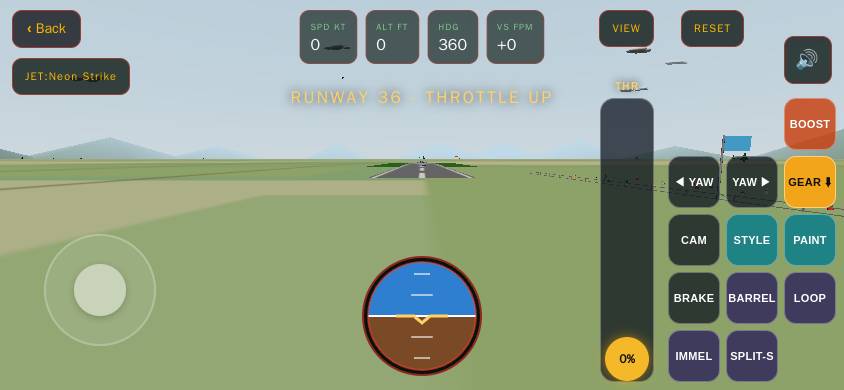 ‹ Back
JET:Neon Strike
SPD KT
0
ALT FT
0
HDG
360
VS FPM
+0
VIEW
RESET
RUNWAY 36 · THROTTLE UP
THR
0%
BOOST
◀ YAW
YAW ▶
GEAR ⬇
CAM
STYLE
PAINT
BRAKE
BARREL
LOOP
IMMEL
SPLIT-S